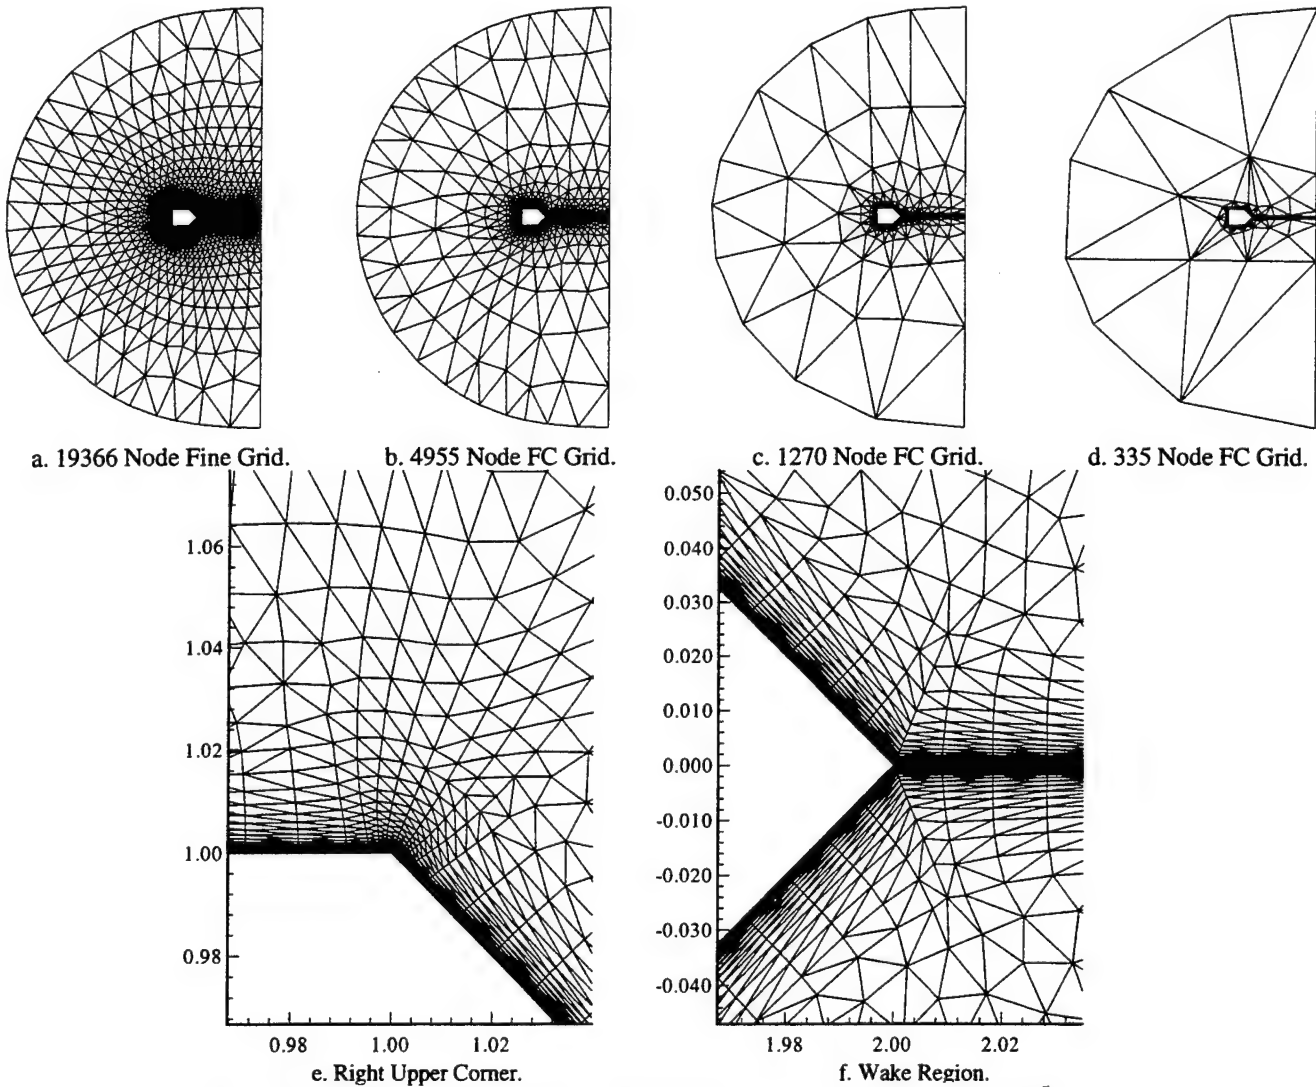 a. 19366 Node Fine Grid.
b. 4955 Node FC Grid.
c. 1270 Node FC Grid.
d. 335 Node FC Grid.
1.06
1.04
1.02
1.00
0.98
0.98 1.00 1.02
e. Right Upper Corner.
0.050
0.040
0.030
0.020
0.010
0.000
-0.010
-0.020
-0.030
-0.040
1.98 2.00 2.02
f. Wake Region.